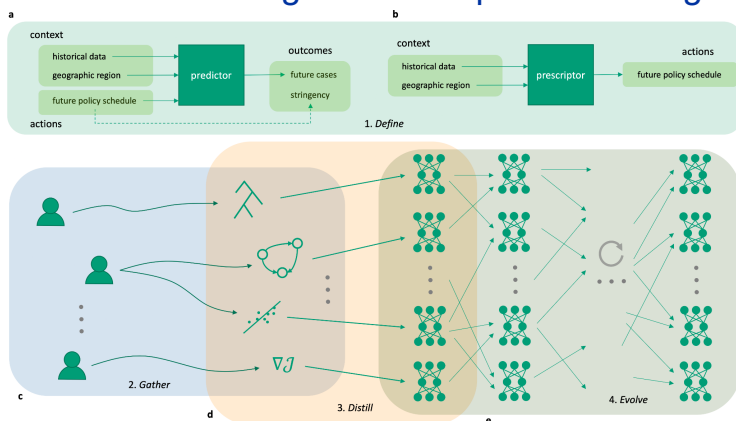 a
b
context
historical data
geographic region
future policy schedule
actions
predictor
outcomes
future cases
stringency
context
historical data
geographic region
prescriptor
actions
future policy schedule
1. Define
∇𝒥
2. Gather
3. Distill
4. Evolve
c
d